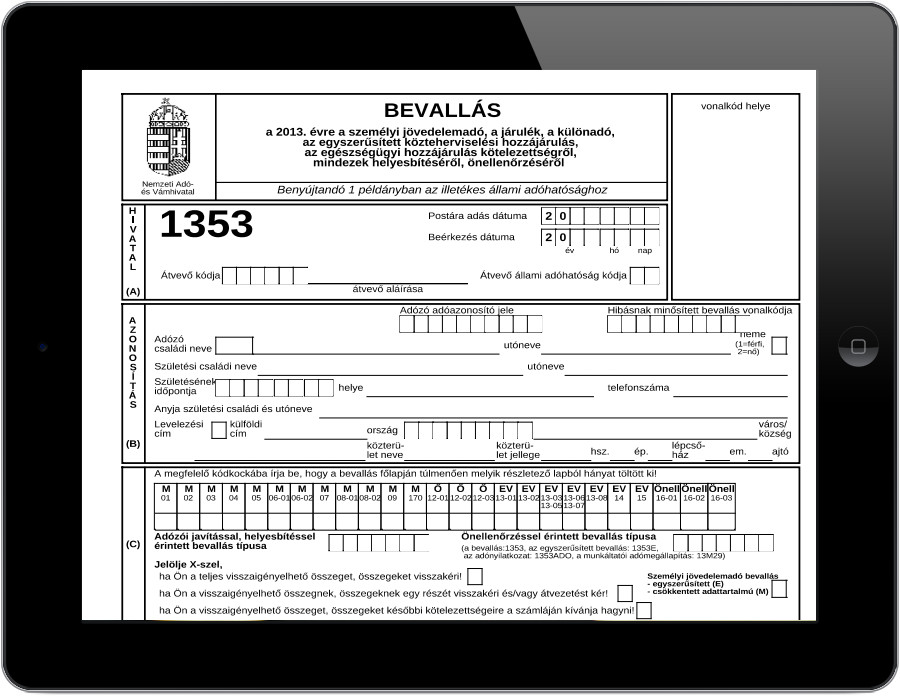 BEVALLÁS
a 2013. évre a személyi jövedelemadó, a járulék, a különadó,
az egyszerűsített közteherviselési hozzájárulás,
az egészségügyi hozzájárulás kötelezettségről,
mindezek helyesbítéséről, önellenőrzéséről
Nemzeti Adó-
és Vámhivatal
Benyújtandó 1 példányban az illetékes állami adóhatósághoz
vonalkód helye
HIVATAL
(A)
1353
Postára adás dátuma 2 0
Beérkezés dátuma 2 0
év hó nap
Átvevő kódja
átvevő aláírása
Átvevő állami adóhatóság kódja
AZONOSÍTÁS
(B)
Adózó adóazonosító jele
Hibásnak minősített bevallás vonalkódja
Adózó
családi neve
utóneve
neme
(1=férfi,
2=nő)
Születési családi neve
utóneve
Születésének
időpontja
helye
telefonszáma
Anyja születési családi és utóneve
Levelezési
cím
külföldi
cím
ország
város/
község
közterü-
let neve
közterü-
let jellege
hsz.
ép.
lépcső-
ház
em.
ajtó
(C)
A megfelelő kódkockába írja be, hogy a bevallás főlapján túlmenően melyik részletező lapból hányat töltött ki!
M M M M M M M M M M M M Ö Ö Ö EV EV EV EV EV EV EV Önell Önell Önell
01 02 03 04 05 06-01 06-02 07 08-01 08-02 09 170 12-01 12-02 12-03 13-01 13-02 13-03 13-06 13-08 14 15 16-01 16-02 16-03
13-05 13-07
Adózói javítással, helyesbítéssel
érintett bevallás típusa
Önellenőrzéssel érintett bevallás típusa
(a bevallás:1353, az egyszerűsített bevallás: 1353E,
az adónyilatkozat: 1353ADO, a munkáltatói adómegállapítás: 13M29)
Jelölje X-szel,
ha Ön a teljes visszaigényelhető összeget, összegeket visszakéri!
ha Ön a visszaigényelhető összegnek, összegeknek egy részét visszakéri és/vagy átvezetést kér!
ha Ön a visszaigényelhető összeget, összegeket későbbi kötelezettségeire a számláján kívánja hagyni!
Személyi jövedelemadó bevallás
- egyszerűsített (E)
- csökkentett adattartalmú (M)